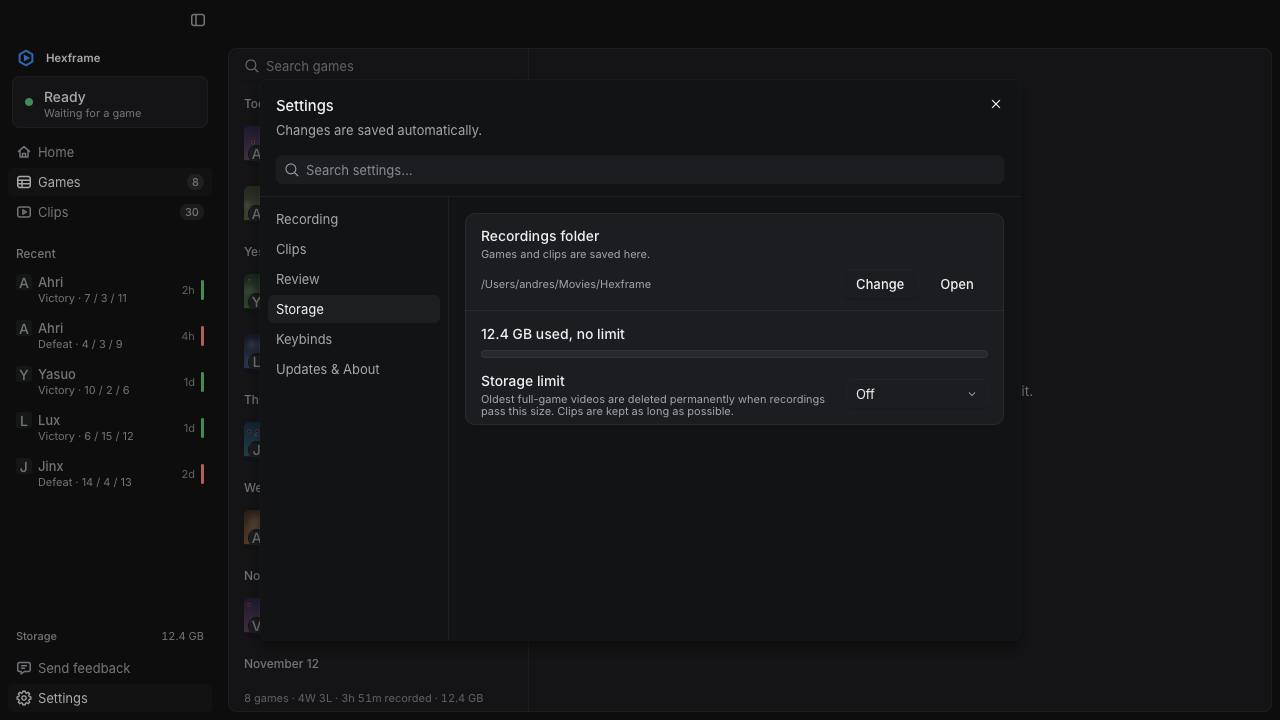 Hexframe
Ready
Waiting for a game
Home
Games 8
Clips 30
Recent
A Ahri
Victory · 7 / 3 / 11 2h
A Ahri
Defeat · 4 / 3 / 9 4h
Y Yasuo
Victory · 10 / 2 / 6 1d
L Lux
Victory · 6 / 15 / 12 1d
J Jinx
Defeat · 14 / 4 / 13 2d
Storage 12.4 GB
Send feedback
Settings
Search games
A
A
Y
L
J
A
V
November 12
8 games · 4W 3L · 3h 51m recorded · 12.4 GB
it.
Settings
Changes are saved automatically.
Search settings...
Recording
Clips
Review
Storage
Keybinds
Updates & About
Recordings folder
Games and clips are saved here.
/Users/andres/Movies/Hexframe Change Open
12.4 GB used, no limit
Storage limit
Oldest full-game videos are deleted permanently when recordings
pass this size. Clips are kept as long as possible.
Off